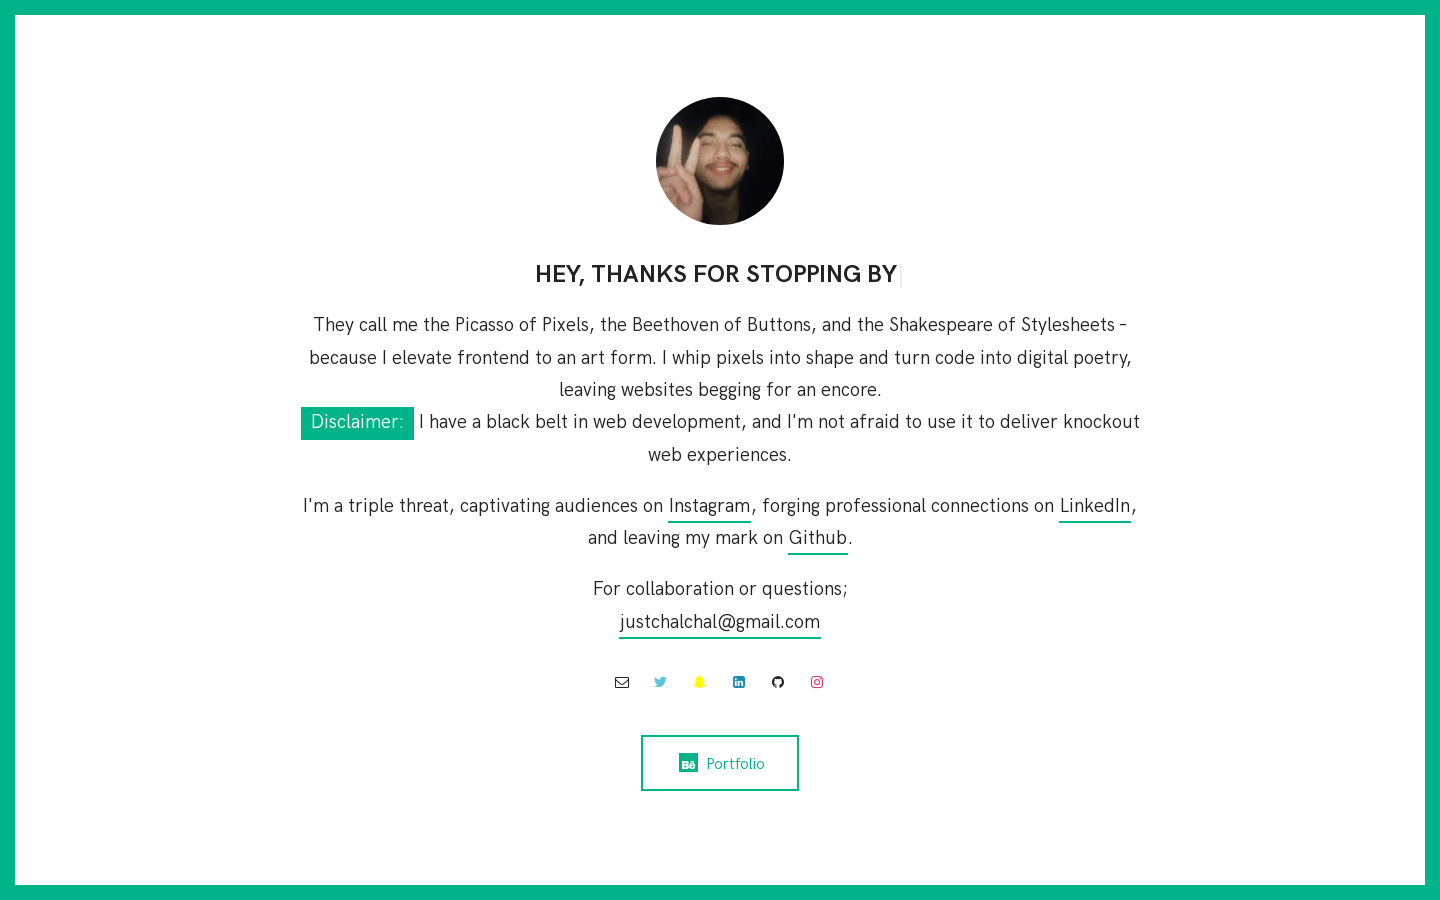 HEY, THANKS FOR STOPPING BY
They call me the Picasso of Pixels, the Beethoven of Buttons, and the Shakespeare of Stylesheets –
because I elevate frontend to an art form. I whip pixels into shape and turn code into digital poetry,
leaving websites begging for an encore.
Disclaimer: I have a black belt in web development, and I'm not afraid to use it to deliver knockout
web experiences.
I'm a triple threat, captivating audiences on Instagram, forging professional connections on LinkedIn,
and leaving my mark on Github.
For collaboration or questions;
justchalchal@gmail.com
Bē Portfolio